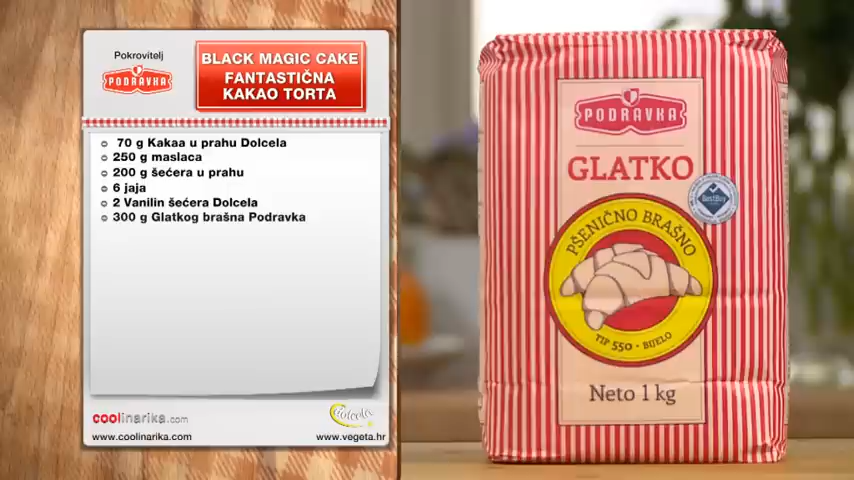 Pokrovitelj
PODRAVKA
BLACK MAGIC CAKE
FANTASTIČNA
KAKAO TORTA
70 g Kakaa u prahu Dolcela
250 g maslaca
200 g šećera u prahu
6 jaja
2 Vanilin šećera Dolcela
300 g Glatkog brašna Podravka
coolinarika.com
Dolcela
www.coolinarika.com
www.vegeta.hr
PODRAVKA
GLATKO
BestBuy
PŠENIČNO BRAŠNO
TIP 550 • BIJELO
Neto 1 kg